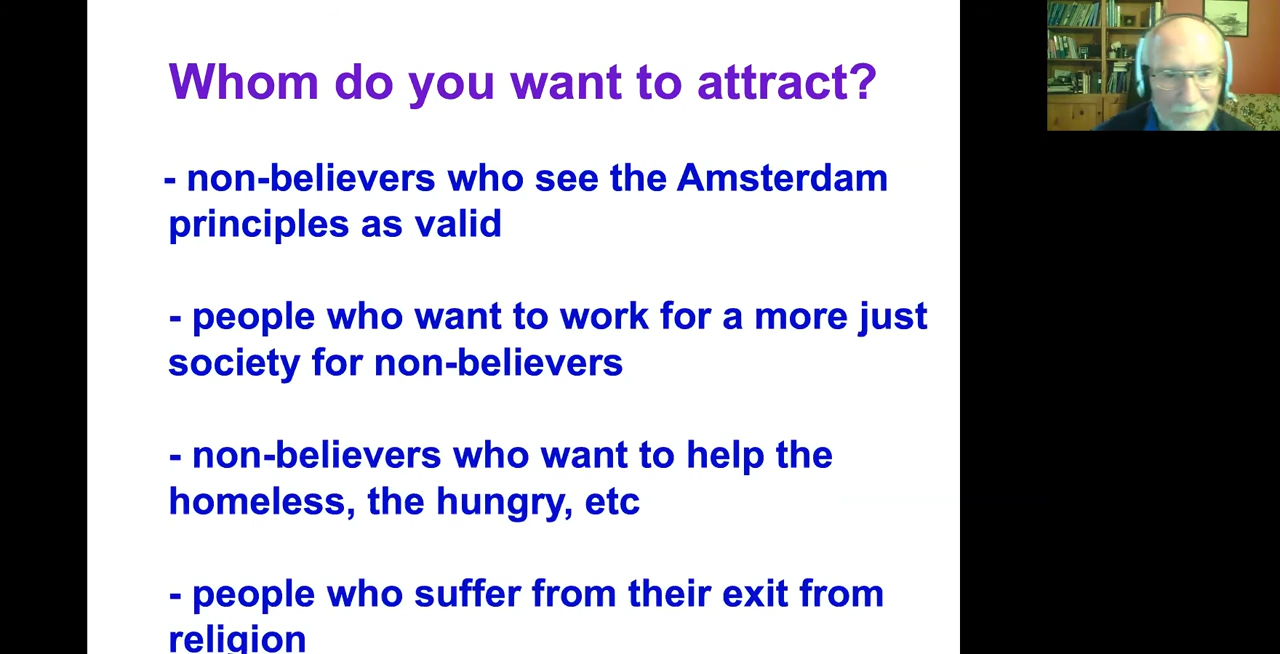 Whom do you want to attract?
- non-believers who see the Amsterdam
principles as valid
- people who want to work for a more just
society for non-believers
- non-believers who want to help the
homeless, the hungry, etc
- people who suffer from their exit from
religion